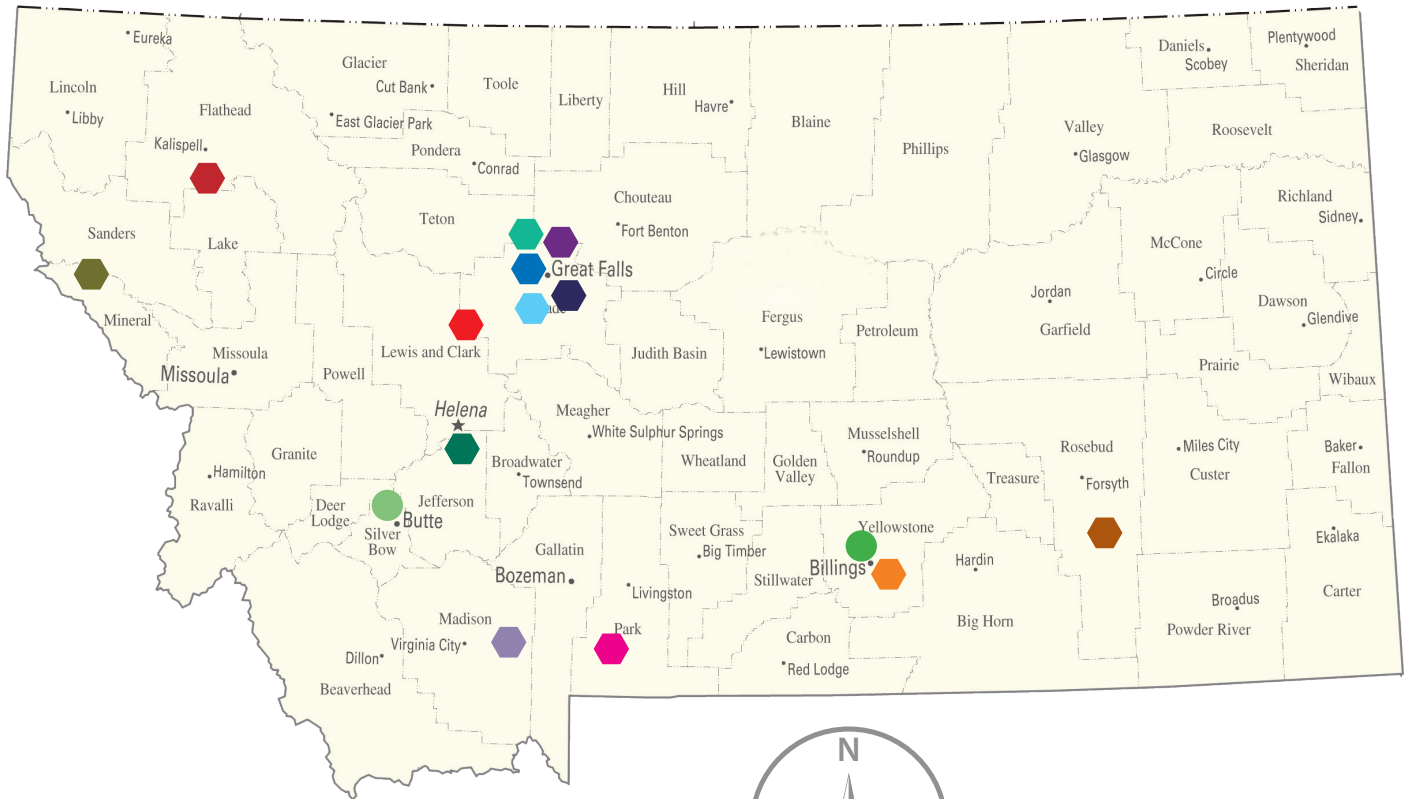 Eureka
Daniels
Scobey
Plentywood
Sheridan
Glacier
Cut Bank
Toole
Hill
Havre
Liberty
Lincoln
Libby
Flathead
East Glacier Park
Blaine
Valley
Glasgow
Roosevelt
Kalispell
Pondera
Conrad
Phillips
Chouteau
Fort Benton
Richland
Sidney
Teton
Sanders
Lake
McCone
Circle
Great Falls
ade
Jordan
Garfield
Dawson
Glendive
Mineral
Fergus
Lewistown
Petroleum
Missoula
Missoula
Lewis and Clark
Judith Basin
Powell
Prairie
Wibaux
Helena
Meagher
White Sulphur Springs
Musselshell
Roundup
Rosebud
Forsyth
Miles City
Custer
Baker
Fallon
Granite
Hamilton
Ravalli
Broadwater
Townsend
Wheatland
Golden
Valley
Treasure
Deer
Lodge
Jefferson
Butte
Silver
Bow
Sweet Grass
Big Timber
Yellowstone
Billings
Ekalaka
Gallatin
Bozeman
Livingston
Stillwater
Hardin
Big Horn
Carter
Broadus
Powder River
Madison
Virginia City
Park
Dillon
Beaverhead
Carbon
Red Lodge
N